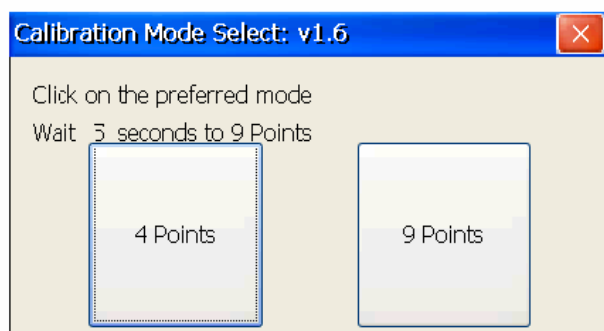 Calibration Mode Select: v1.6
Click on the preferred mode
Wait 5 seconds to 9 Points
4 Points
9 Points